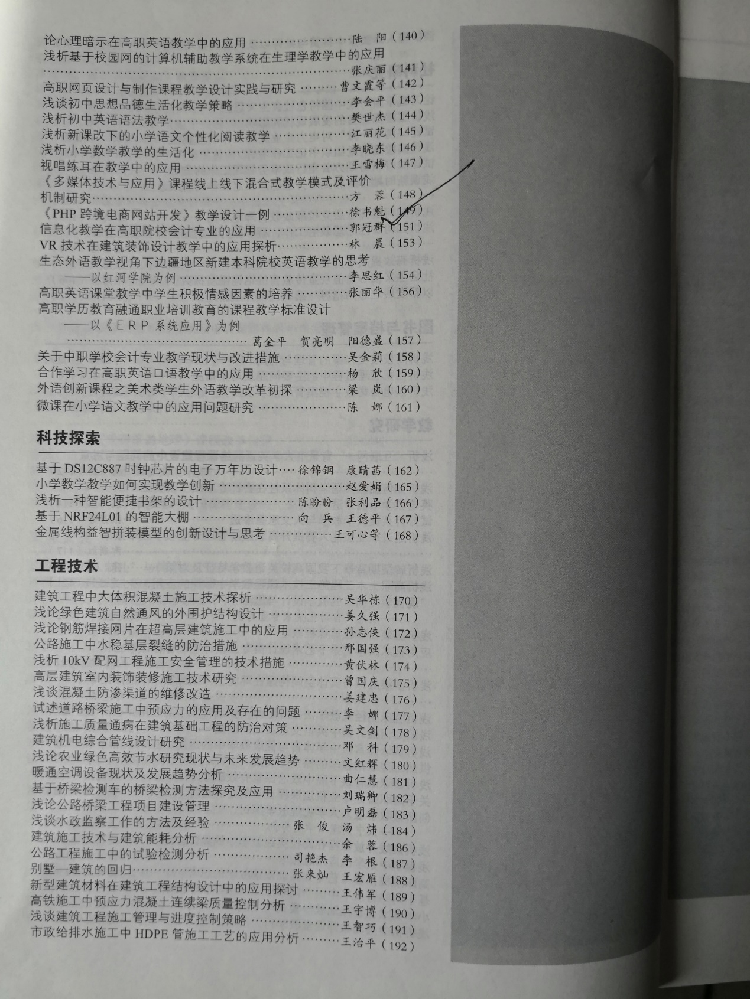 论心理暗示在高职英语教学中的应用 ························陆　阳（140）
浅析基于校园网的计算机辅助教学系统在生理学教学中的应用
········································································张庆丽（141）
高职网页设计与制作课程教学设计实践与研究 ·········曹文霞等（142）
浅谈初中思想品德生活化教学策略 ···························李会平（143）
浅析初中英语语法教学···········································樊世杰（144）
浅析新课改下的小学语文个性化阅读教学 ··················江丽花（145）
浅析小学数学教学的生活化 ····································李晓东（146）
视唱练耳在教学中的应用 ·······································王雪梅（147）
《多媒体技术与应用》课程线上线下混合式教学模式及评价
机制研究·····························································方　蓉（148）
《PHP 跨境电商网站开发》教学设计一例 ··················徐书魁（149）
信息化教学在高职院校会计专业的应用 ·····················郭冠群（151）
VR 技术在建筑装饰设计教学中的应用探析·················林　晨（153）
生态外语教学视角下边疆地区新建本科院校英语教学的思考
——以红河学院为例 ········································李思红（154）
高职英语课堂教学中学生积极情感因素的培养 ············张丽华（156）
高职学历教育融通职业培训教育的课程教学标准设计
——以《ERP 系统应用》为例
··········································· 葛金平　贺亮明　阳德盛（157）
关于中职学校会计专业教学现状与改进措施 ···············吴金莉（158）
合作学习在高职英语口语教学中的应用 ·····················杨　欣（159）
外语创新课程之美术类学生外语教学改革初探 ············梁　岚（160）
微课在小学语文教学中的应用问题研究 ·····················陈　娜（161）
科技探索
基于 DS12C887 时钟芯片的电子万年历设计···· 徐锦钢　康晴茜（162）
小学数学教学如何实现教学创新 ······························赵爱娟（165）
浅析一种智能便捷书架的设计 ····················· 陈盼盼　张利品（166）
基于 NRF24L01 的智能大棚 ························ 向　兵　王德平（167）
金属线构益智拼装模型的创新设计与思考 ···············王可心等（168）
工程技术
建筑工程中大体积混凝土施工技术探析 ·····················吴华栋（170）
浅论绿色建筑自然通风的外围护结构设计 ··················姜久强（171）
浅论钢筋焊接网片在超高层建筑施工中的应用 ············孙志侠（172）
公路施工中水稳基层裂缝的防治措施 ························邢国强（173）
浅析 10kV 配网工程施工安全管理的技术措施 ············黄伏林（174）
高层建筑室内装饰装修施工技术研究 ························曾国庆（175）
浅谈混凝土防渗渠道的维修改造 ······························姜建忠（176）
试述道路桥梁施工中预应力的应用及存在的问题 ·········李　娜（177）
浅析施工质量通病在建筑基础工程的防治对策 ············吴文剑（178）
建筑机电综合管线设计研究 ····································邓　科（179）
浅论农业绿色高效节水研究现状与未来发展趋势 ·········文红辉（180）
暖通空调设备现状及发展趋势分析 ···························曲仁慧（181）
基于桥梁检测车的桥梁检测方法探究及应用 ···············刘瑞卿（182）
浅论公路桥梁工程项目建设管理 ······························卢明磊（183）
浅谈水政监察工作的方法及经验 ·················· 张　俊　汤　炜（184）
建筑施工技术与建筑能耗分析 ·································余　蓉（186）
公路工程施工中的试验检测分析 ·················· 司艳杰　李　根（187）
别墅—建筑的回归····································· 张来灿　王宏雁（188）
新型建筑材料在建筑工程结构设计中的应用探讨 ·········王伟军（189）
高铁施工中预应力混凝土连续梁质量控制分析 ············王宇博（190）
浅谈建筑工程施工管理与进度控制策略 ·····················王智巧（191）
市政给排水施工中 HDPE 管施工工艺的应用分析 ·········王治平（192）